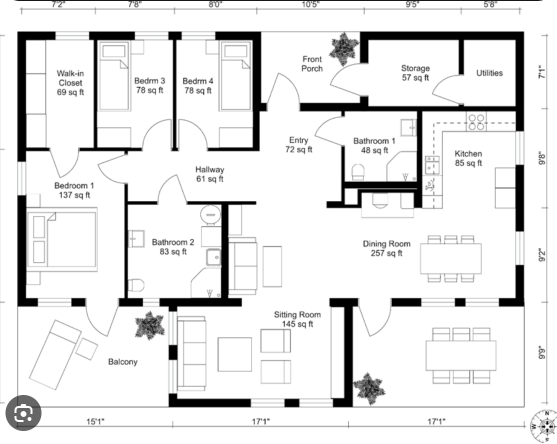 7'2"
7'8"
8'0"
10'5"
9'5"
5'8"
Walk-in
Closet
69 sq ft
Bedrm 3
78 sq ft
Bedrm 4
78 sq ft
Front
Porch
Storage
57 sq ft
Utilities
7'1"
Entry
72 sq ft
Bathroom 1
48 sq ft
Kitchen
85 sq ft
9'8"
Hallway
61 sq ft
Bedroom 1
137 sq ft
Bathroom 2
83 sq ft
Dining Room
257 sq ft
9'2"
Sitting Room
145 sq ft
Balcony
9'9"
15'1"
17'1"
17'1"
N
W
E
S